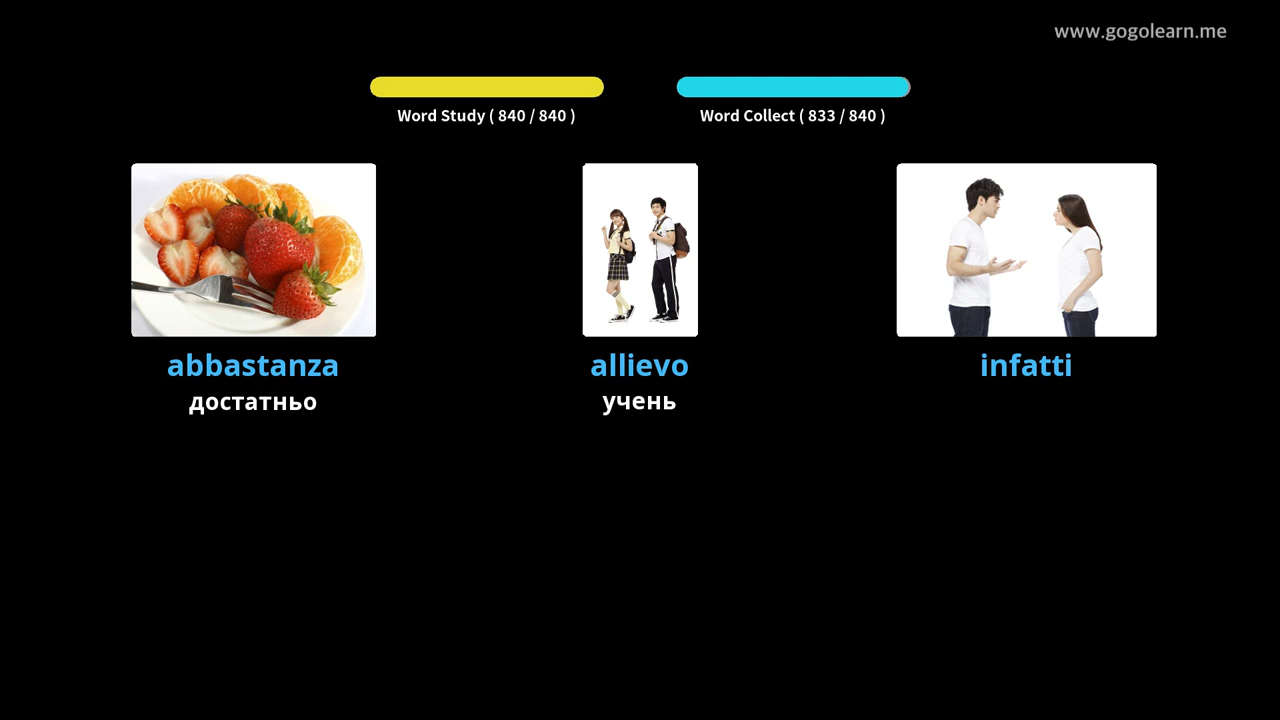 www.gogolearn.me
Word Study ( 840 / 840 )
Word Collect ( 833 / 840 )
abbastanza
достатньо
allievo
учень
infatti